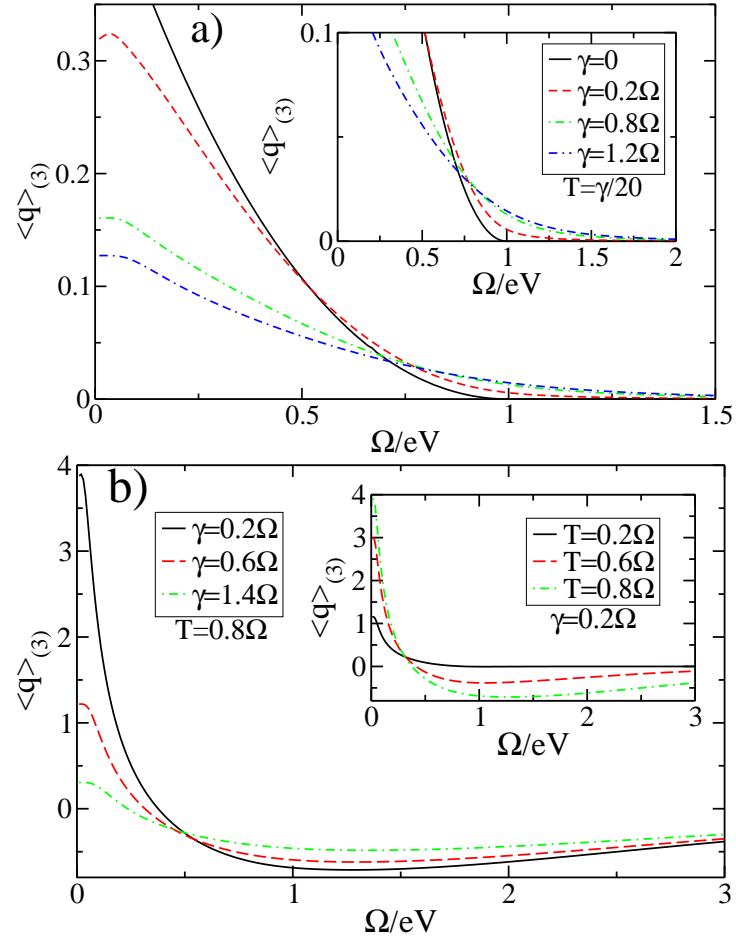 a)
0.3
0.2
0.1
0
<q>(3)
0
0.5
1
1.5
Ω/eV
0.1
0
<q>(3)
γ=0
γ=0.2Ω
γ=0.8Ω
γ=1.2Ω
T=γ/20
0
0.5
1
1.5
2
Ω/eV
b)
4
3
2
1
0
<q>(3)
γ=0.2Ω
γ=0.6Ω
γ=1.4Ω
T=0.8Ω
0
1
2
3
Ω/eV
4
3
2
1
0
<q>(3)
T=0.2Ω
T=0.6Ω
T=0.8Ω
γ=0.2Ω
0
1
2
3
Ω/eV